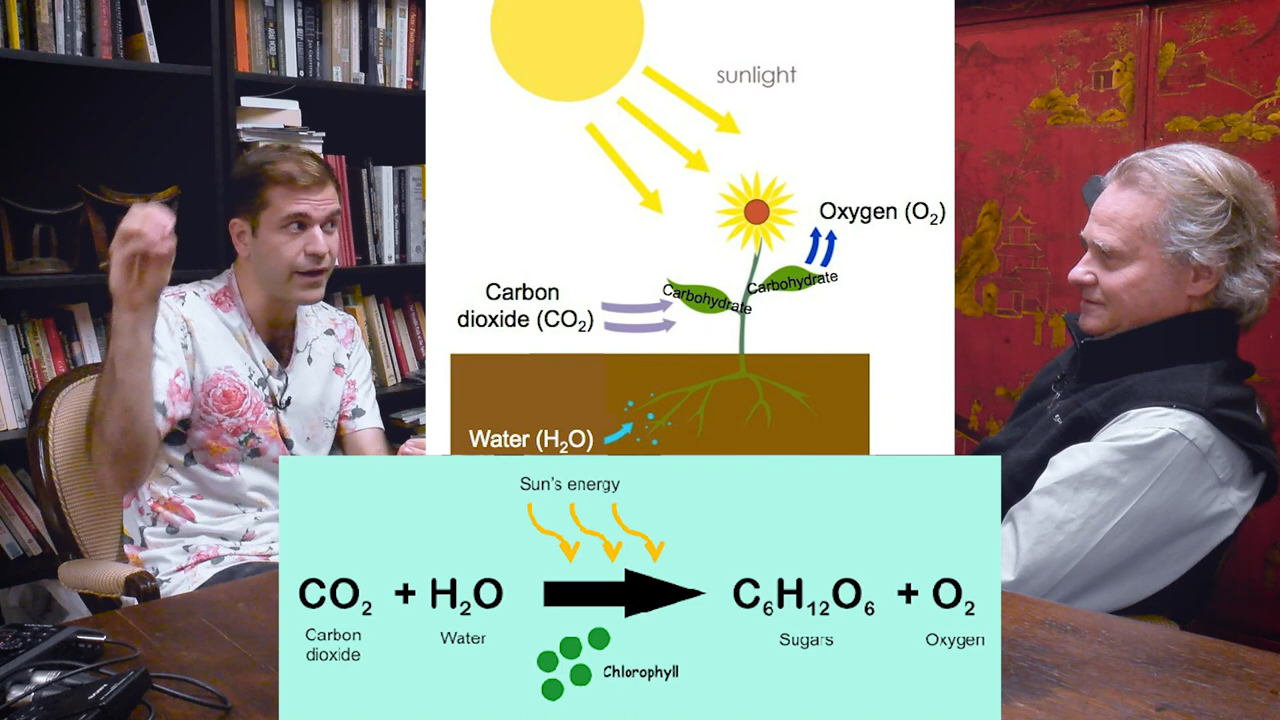 sunlight
Oxygen (O₂)
Carbohydrate
Carbohydrate
Carbon
dioxide (CO₂)
Water (H₂O)
Sun's energy
CO₂ + H₂O C₆H₁₂O₆ + O₂
Carbon
dioxide
Water
Sugars
Oxygen
Chlorophyll